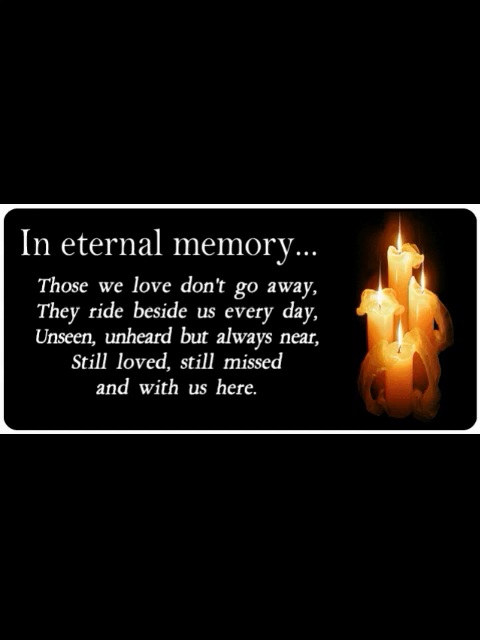 In eternal memory...
Those we love don't go away,
They ride beside us every day,
Unseen, unheard but always near,
Still loved, still missed
and with us here.